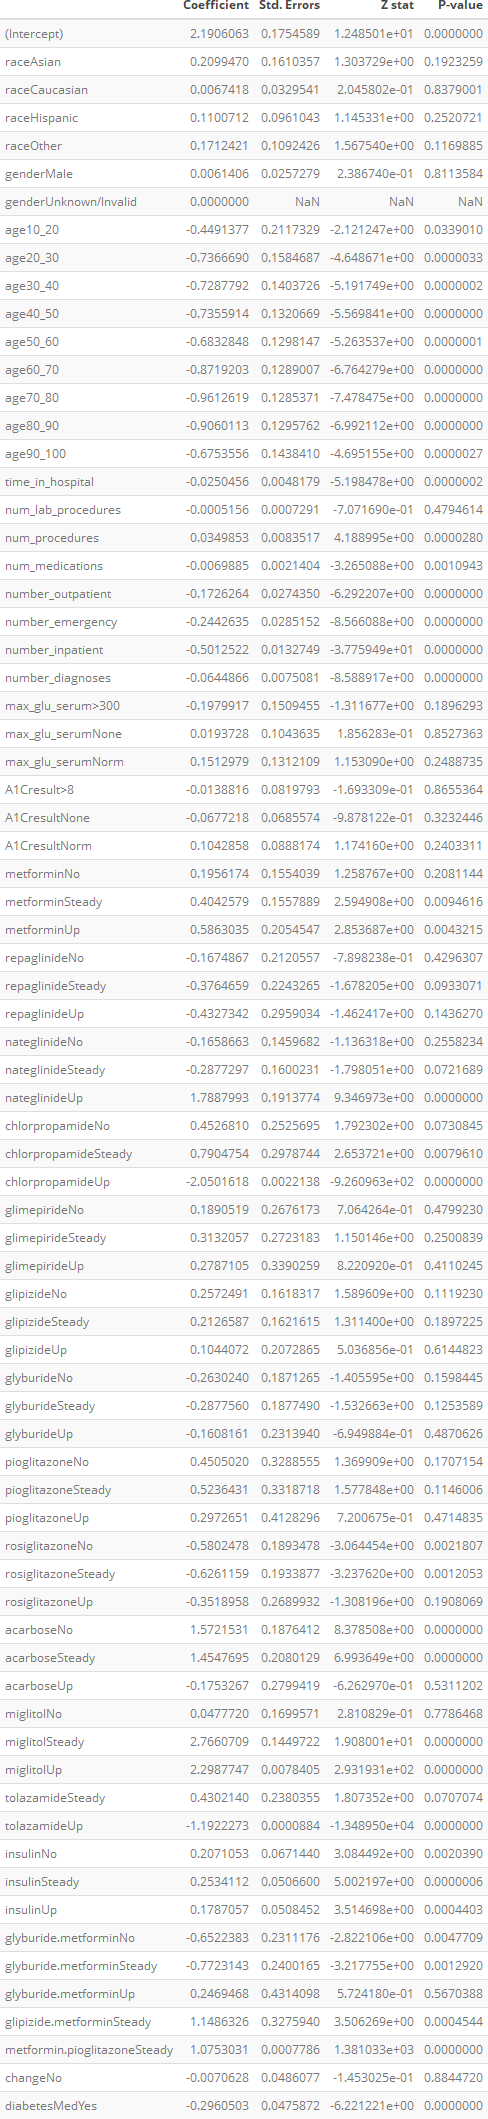 Coefficient Std. Errors Z stat P-value
(Intercept) 2.1906063 0.1754589 1.248501e+01 0.0000000
raceAsian 0.2099470 0.1610357 1.303729e+00 0.1923259
raceCaucasian 0.0067418 0.0329541 2.045802e-01 0.8379001
raceHispanic 0.1100712 0.0961043 1.145331e+00 0.2520721
raceOther 0.1712421 0.1092426 1.567540e+00 0.1169885
genderMale 0.0061406 0.0257279 2.386740e-01 0.8113584
genderUnknown/Invalid 0.0000000 NaN NaN NaN
age10_20 -0.4491377 0.2117329 -2.121247e+00 0.0339010
age20_30 -0.7366690 0.1584687 -4.648671e+00 0.0000033
age30_40 -0.7287792 0.1403726 -5.191749e+00 0.0000002
age40_50 -0.7355914 0.1320669 -5.569841e+00 0.0000000
age50_60 -0.6832848 0.1298147 -5.263537e+00 0.0000001
age60_70 -0.8719203 0.1289007 -6.764279e+00 0.0000000
age70_80 -0.9612619 0.1285371 -7.478475e+00 0.0000000
age80_90 -0.9060113 0.1295762 -6.992112e+00 0.0000000
age90_100 -0.6753556 0.1438410 -4.695155e+00 0.0000027
time_in_hospital -0.0250456 0.0048179 -5.198478e+00 0.0000002
num_lab_procedures -0.0005156 0.0007291 -7.071690e-01 0.4794614
num_procedures 0.0349853 0.0083517 4.188995e+00 0.0000280
num_medications -0.0069885 0.0021404 -3.265088e+00 0.0010943
number_outpatient -0.1726264 0.0274350 -6.292207e+00 0.0000000
number_emergency -0.2442635 0.0285152 -8.566088e+00 0.0000000
number_inpatient -0.5012522 0.0132749 -3.775949e+01 0.0000000
number_diagnoses -0.0644866 0.0075081 -8.588917e+00 0.0000000
max_glu_serum>300 -0.1979917 0.1509455 -1.311677e+00 0.1896293
max_glu_serumNone 0.0193728 0.1043635 1.856283e-01 0.8527363
max_glu_serumNorm 0.1512979 0.1312109 1.153090e+00 0.2488735
A1Cresult>8 -0.0138816 0.0819793 -1.693309e-01 0.8655364
A1CresultNone -0.0677218 0.0685574 -9.878122e-01 0.3232446
A1CresultNorm 0.1042858 0.0888174 1.174160e+00 0.2403311
metforminNo 0.1956174 0.1554039 1.258767e+00 0.2081144
metforminSteady 0.4042579 0.1557889 2.594908e+00 0.0094616
metforminUp 0.5863035 0.2054547 2.853687e+00 0.0043215
repaglinideNo -0.1674867 0.2120557 -7.898238e-01 0.4296307
repaglinideSteady -0.3764659 0.2243265 -1.678205e+00 0.0933071
repaglinideUp -0.4327342 0.2959034 -1.462417e+00 0.1436270
nateglinideNo -0.1658663 0.1459682 -1.136318e+00 0.2558234
nateglinideSteady -0.2877297 0.1600231 -1.798051e+00 0.0721689
nateglinideUp 1.7887993 0.1913774 9.346973e+00 0.0000000
chlorpropamideNo 0.4526810 0.2525695 1.792302e+00 0.0730845
chlorpropamideSteady 0.7904754 0.2978744 2.653721e+00 0.0079610
chlorpropamideUp -2.0501618 0.0022138 -9.260963e+02 0.0000000
glimepirideNo 0.1890519 0.2676173 7.064264e-01 0.4799230
glimepirideSteady 0.3132057 0.2723183 1.150146e+00 0.2500839
glimepirideUp 0.2787105 0.3390259 8.220920e-01 0.4110245
glipizideNo 0.2572491 0.1618317 1.589609e+00 0.1119230
glipizideSteady 0.2126587 0.1621615 1.311400e+00 0.1897225
glipizideUp 0.1044072 0.2072865 5.036856e-01 0.6144823
glyburideNo -0.2630240 0.1871265 -1.405595e+00 0.1598445
glyburideSteady -0.2877560 0.1877490 -1.532663e+00 0.1253589
glyburideUp -0.1608161 0.2313940 -6.949884e-01 0.4870626
pioglitazoneNo 0.4505020 0.3288555 1.369909e+00 0.1707154
pioglitazoneSteady 0.5236431 0.3318718 1.577848e+00 0.1146006
pioglitazoneUp 0.2972651 0.4128296 7.200675e-01 0.4714835
rosiglitazoneNo -0.5802478 0.1893478 -3.064454e+00 0.0021807
rosiglitazoneSteady -0.6261159 0.1933877 -3.237620e+00 0.0012053
rosiglitazoneUp -0.3518958 0.2689932 -1.308196e+00 0.1908069
acarboseNo 1.5721531 0.1876412 8.378508e+00 0.0000000
acarboseSteady 1.4547695 0.2080129 6.993649e+00 0.0000000
acarboseUp -0.1753267 0.2799419 -6.262970e-01 0.5311202
miglitolNo 0.0477720 0.1699571 2.810829e-01 0.7786468
miglitolSteady 2.7660709 0.1449722 1.908001e+01 0.0000000
miglitolUp 2.2987747 0.0078405 2.931931e+02 0.0000000
tolazamideSteady 0.4302140 0.2380355 1.807352e+00 0.0707074
tolazamideUp -1.1922273 0.0000884 -1.348950e+04 0.0000000
insulinNo 0.2071053 0.0671440 3.084492e+00 0.0020390
insulinSteady 0.2534112 0.0506600 5.002197e+00 0.0000006
insulinUp 0.1787057 0.0508452 3.514698e+00 0.0004403
glyburide.metforminNo -0.6522383 0.2311176 -2.822106e+00 0.0047709
glyburide.metforminSteady -0.7723143 0.2400165 -3.217755e+00 0.0012920
glyburide.metforminUp 0.2469468 0.4314098 5.724180e-01 0.5670388
glipizide.metforminSteady 1.1486326 0.3275940 3.506269e+00 0.0004544
metformin.pioglitazoneSteady 1.0753031 0.0007786 1.381033e+03 0.0000000
changeNo -0.0070628 0.0486077 -1.453025e-01 0.8844720
diabetesMedYes -0.2960503 0.0475872 -6.221221e+00 0.0000000